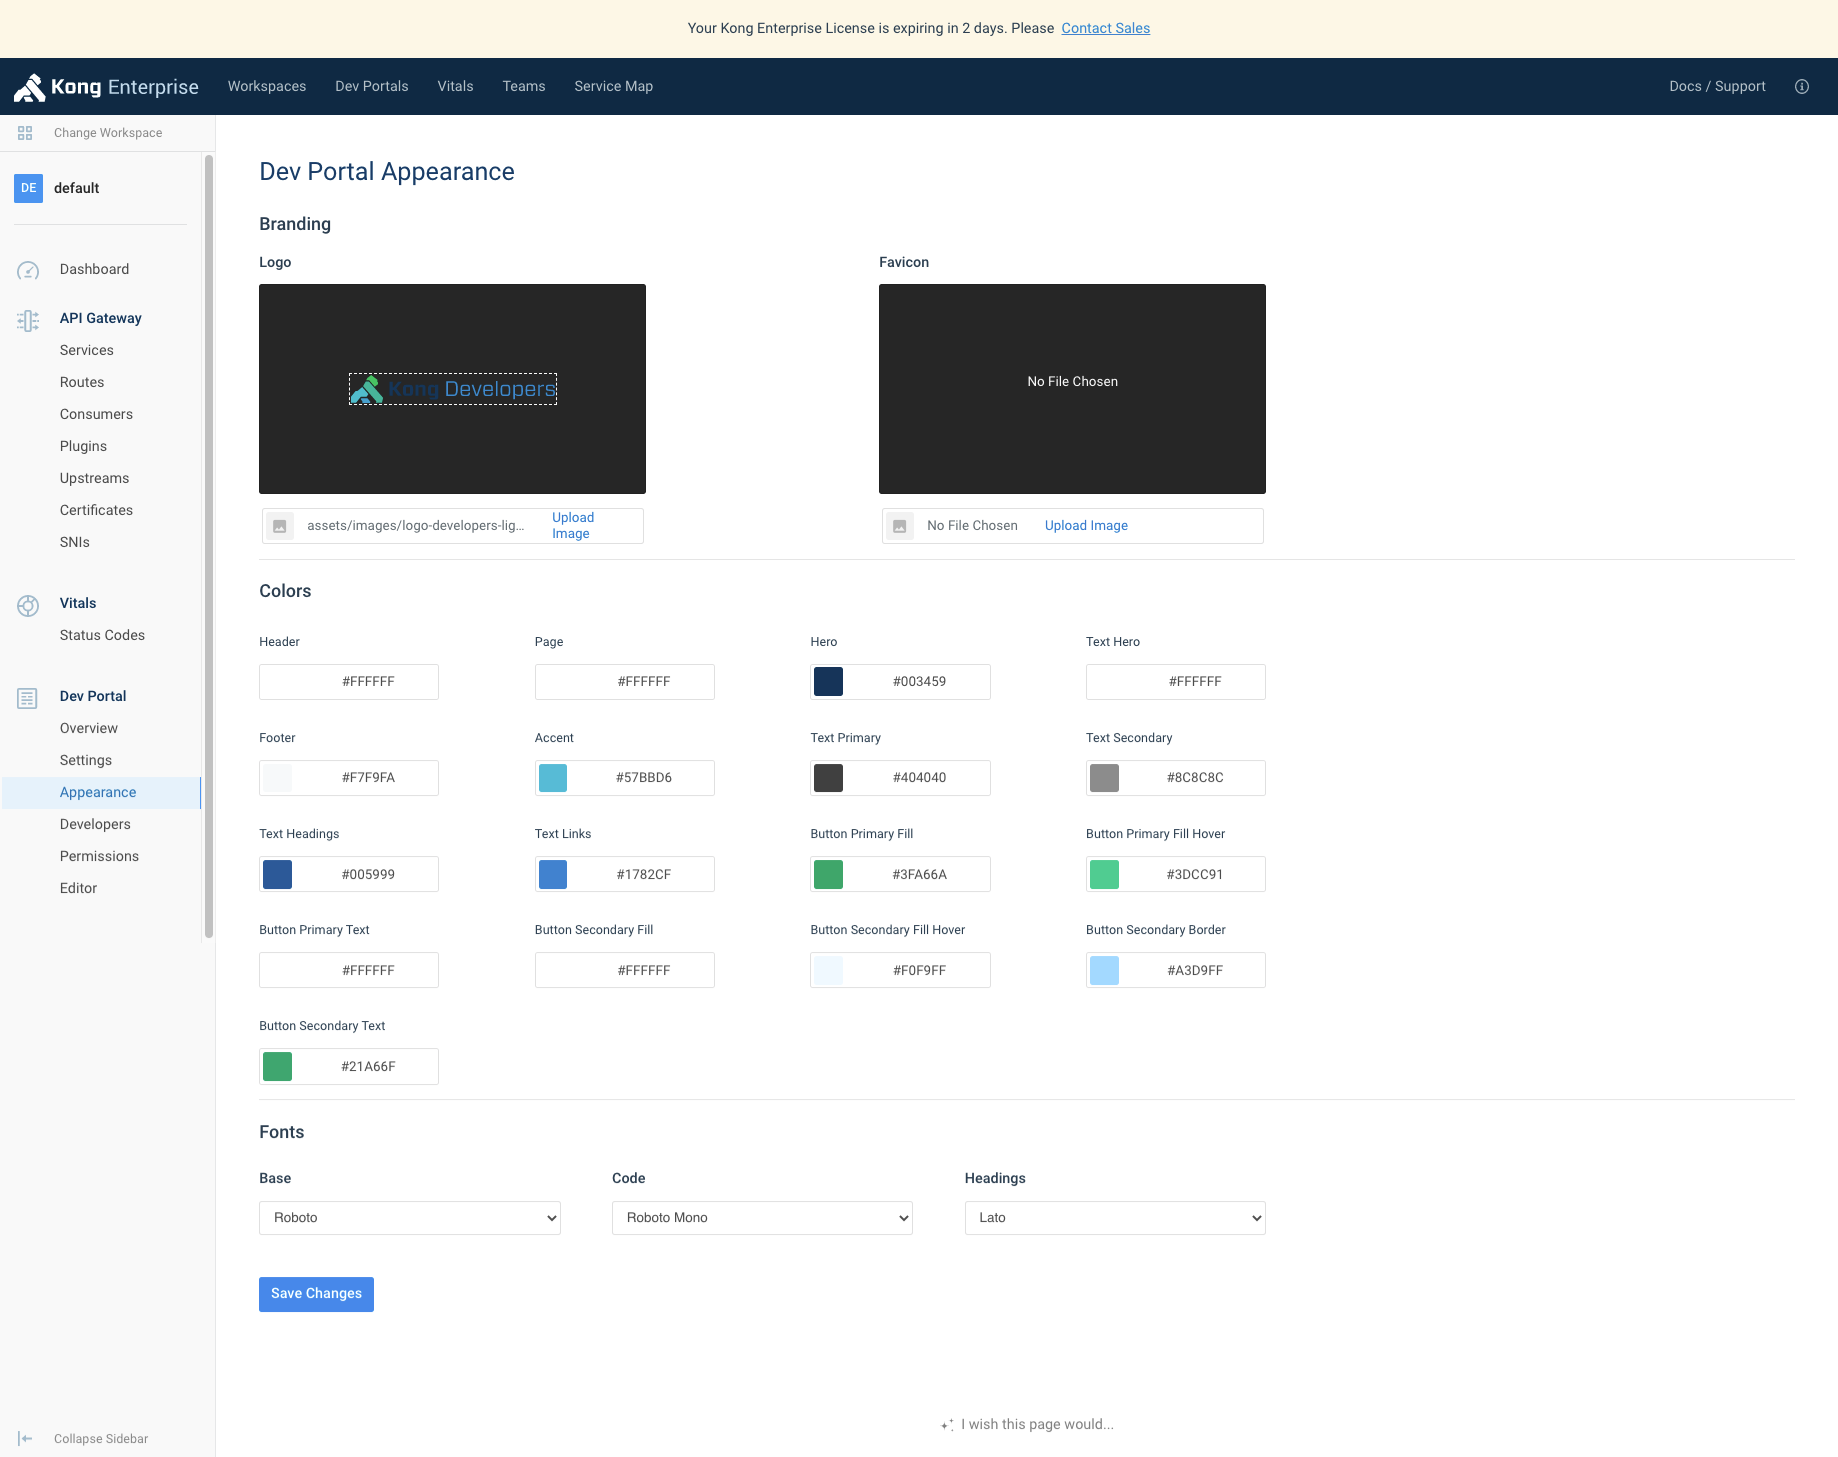 Your Kong Enterprise License is expiring in 2 days. Please Contact Sales
Kong Enterprise
Workspaces
Dev Portals
Vitals
Teams
Service Map
Docs / Support
Change Workspace
DE
default
Dashboard
API Gateway
Services
Routes
Consumers
Plugins
Upstreams
Certificates
SNIs
Vitals
Status Codes
Dev Portal
Overview
Settings
Appearance
Developers
Permissions
Editor
Collapse Sidebar
Dev Portal Appearance
Branding
Logo
Kong Developers
assets/images/logo-developers-lig...
Upload
Image
Favicon
No File Chosen
No File Chosen
Upload Image
Colors
Header
#FFFFFF
Page
#FFFFFF
Hero
#003459
Text Hero
#FFFFFF
Footer
#F7F9FA
Accent
#57BBD6
Text Primary
#404040
Text Secondary
#8C8C8C
Text Headings
#005999
Text Links
#1782CF
Button Primary Fill
#3FA66A
Button Primary Fill Hover
#3DCC91
Button Primary Text
#FFFFFF
Button Secondary Fill
#FFFFFF
Button Secondary Fill Hover
#F0F9FF
Button Secondary Border
#A3D9FF
Button Secondary Text
#21A66F
Fonts
Base
Roboto
Code
Roboto Mono
Headings
Lato
Save Changes
I wish this page would...